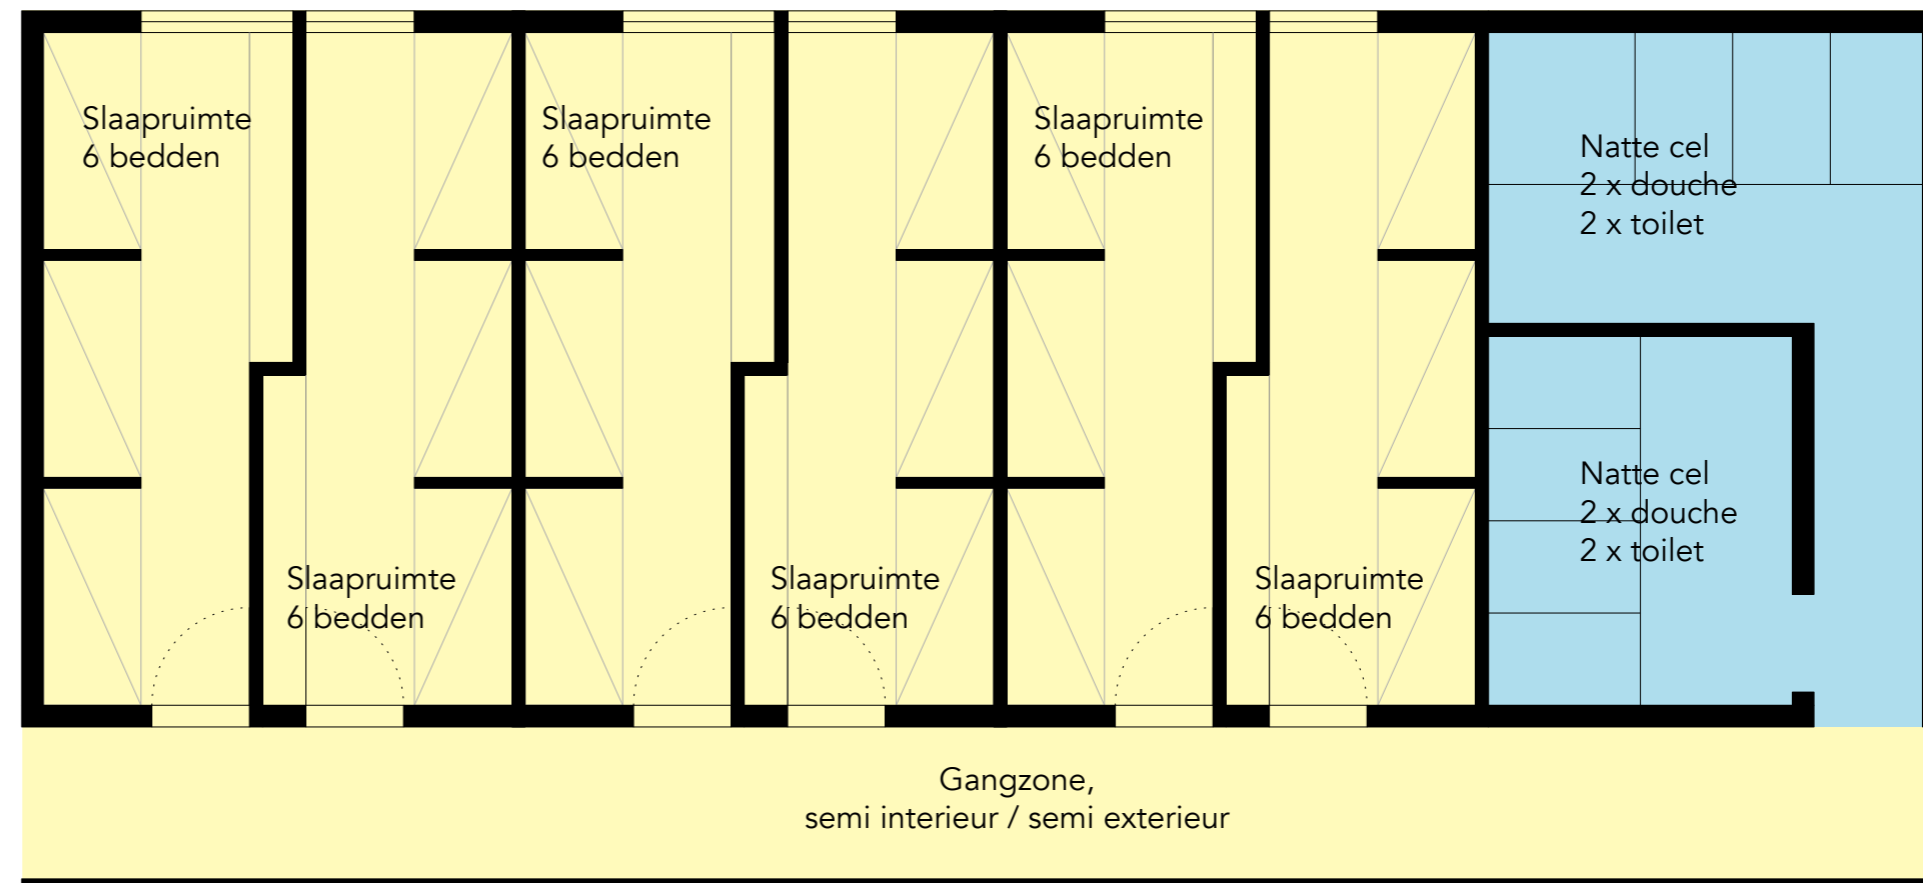 Slaapruimte
6 bedden
Slaapruimte
6 bedden
Slaapruimte
6 bedden
Natte cel
2 x douche
2 x toilet
Natte cel
2 x douche
2 x toilet
Slaapruimte
6 bedden
Slaapruimte
6 bedden
Slaapruimte
6 bedden
Gangzone,
semi interieur / semi exterieur